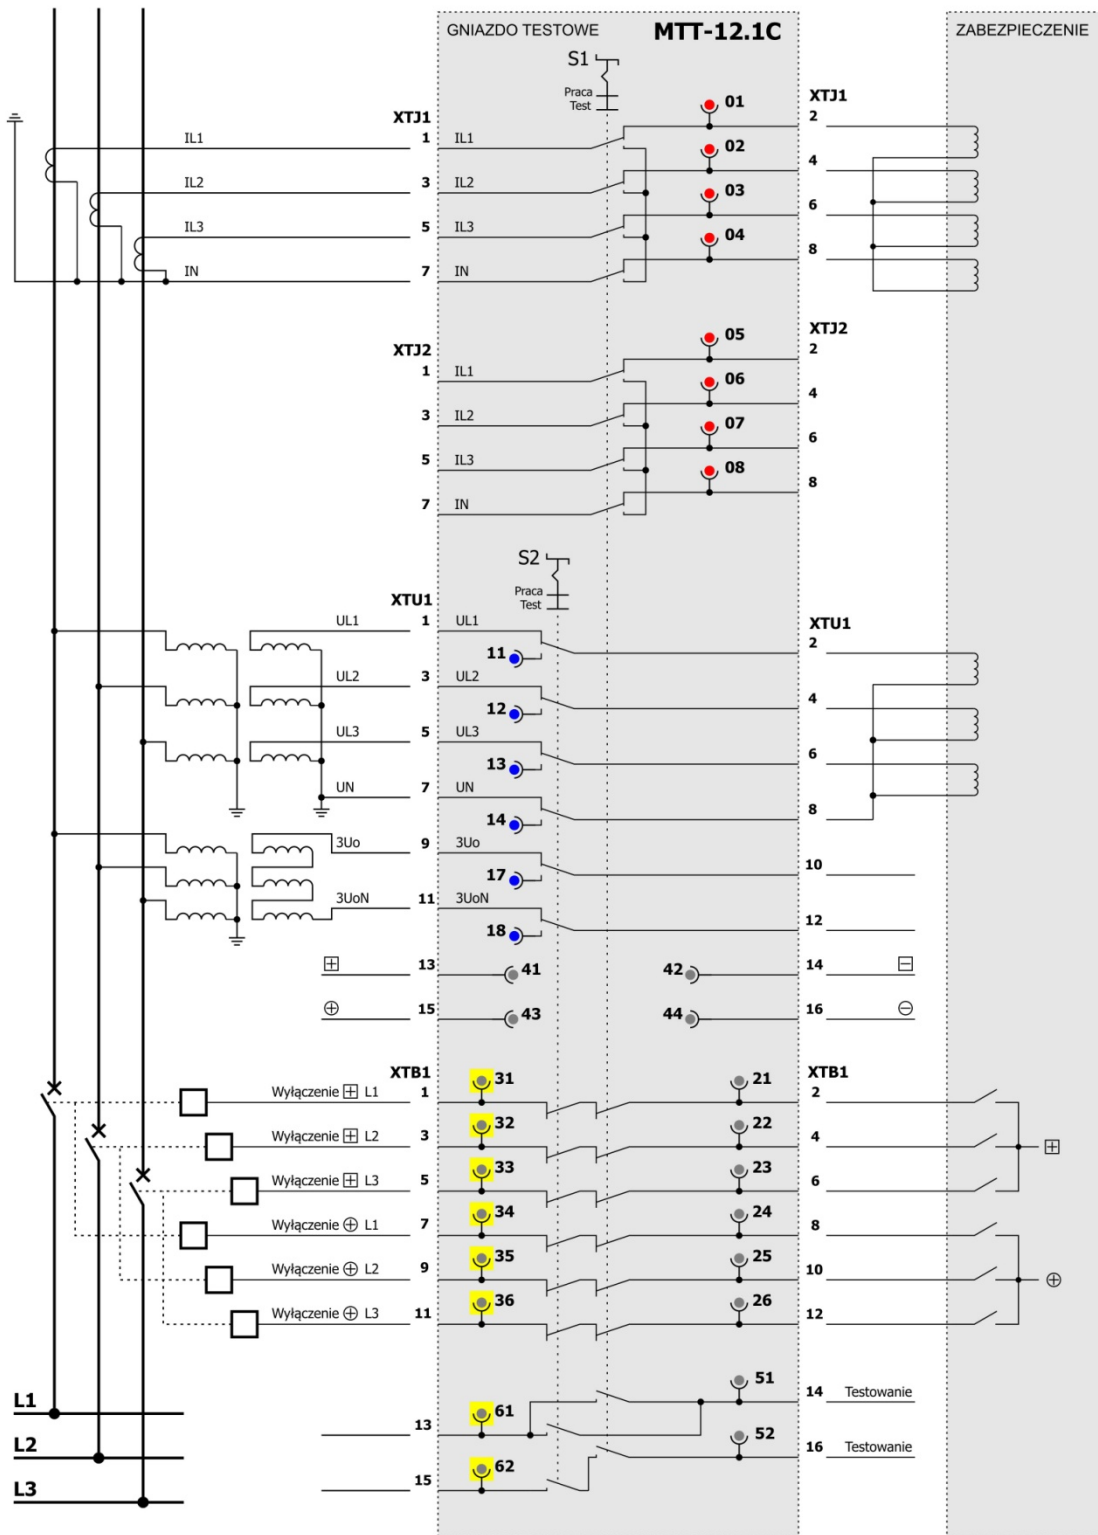 GNIAZDO TESTOWE MTT-12.1C ZABEZPIECZENIE
S1
Praca
Test
XTJ1 01 XTJ1
1 IL1 IL1 2
02
3 IL2 IL2 4
03
5 IL3 IL3 6
04
7 IN IN 8
XTJ2 05 XTJ2
1 IL1 2
06
3 IL2 4
07
5 IL3 6
08
7 IN 8
S2
Praca
Test
XTU1 XTU1
UL1 1 UL1 2
11
UL2 3 UL2 4
12
UL3 5 UL3 6
13
UN 7 UN 8
14
3Uo 9 3Uo 10
17
3UoN 11 3UoN 12
18
⊞ 13 41 42 14 ⊟
⊕ 15 43 44 16 ⊖
XTB1 31 21 XTB1
Wyłączenie ⊞ L1 1 2
32 22
Wyłączenie ⊞ L2 3 4 ⊞
33 23
Wyłączenie ⊞ L3 5 6
34 24
Wyłączenie ⊕ L1 7 8
35 25
Wyłączenie ⊕ L2 9 10 ⊕
36 26
Wyłączenie ⊕ L3 11 12
51
14 Testowanie
L1 61
13 52
L2 16 Testowanie
62
15
L3